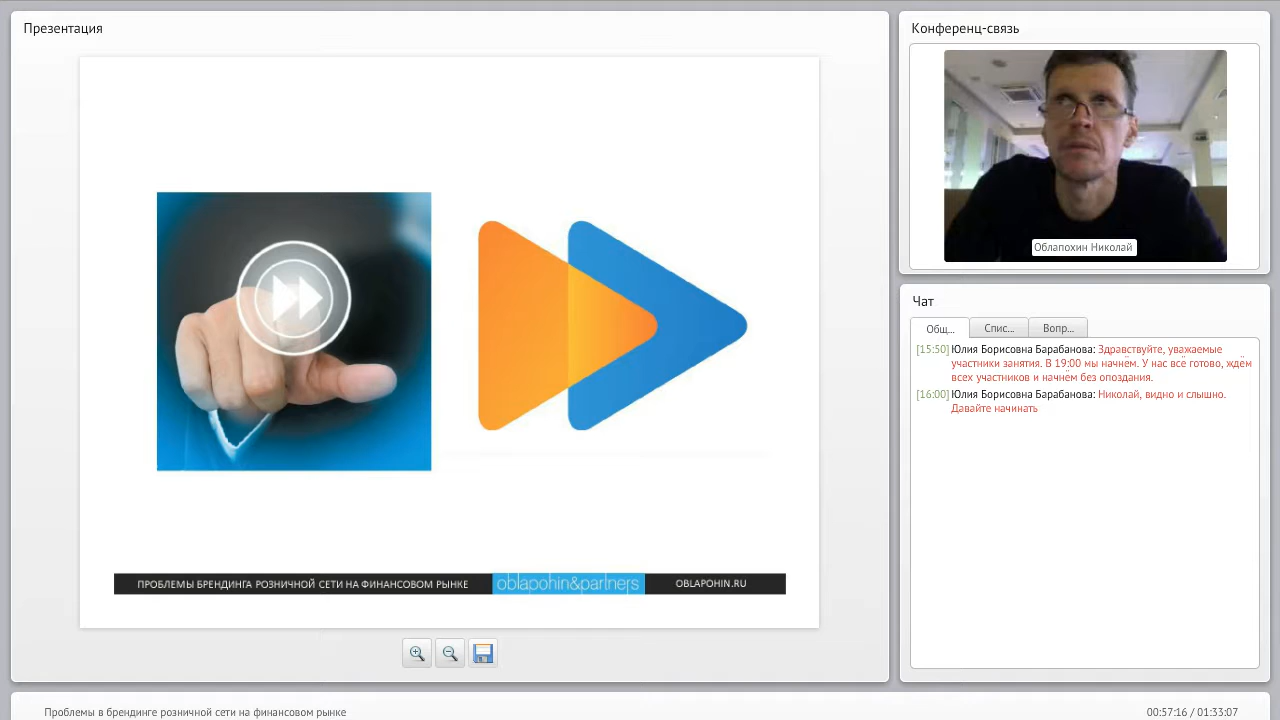 Презентация
ПРОБЛЕМЫ БРЕНДИНГА РОЗНИЧНОЙ СЕТИ НА ФИНАНСОВОМ РЫНКЕ
oblapohin&partners
OBLAPOHIN.RU
Конференц-связь
Облапохин Николай
Чат
Общ...
Спис...
Вопр...
[15:50] Юлия Борисовна Барабанова: Здравствуйте, уважаемые
участники занятия. В 19:00 мы начнём. У нас всё готово, ждём
всех участников и начнём без опоздания.
[16:00] Юлия Борисовна Барабанова: Николай, видно и слышно.
Давайте начинать
Проблемы в брендинге розничной сети на финансовом рынке
00:57:16 / 01:33:07